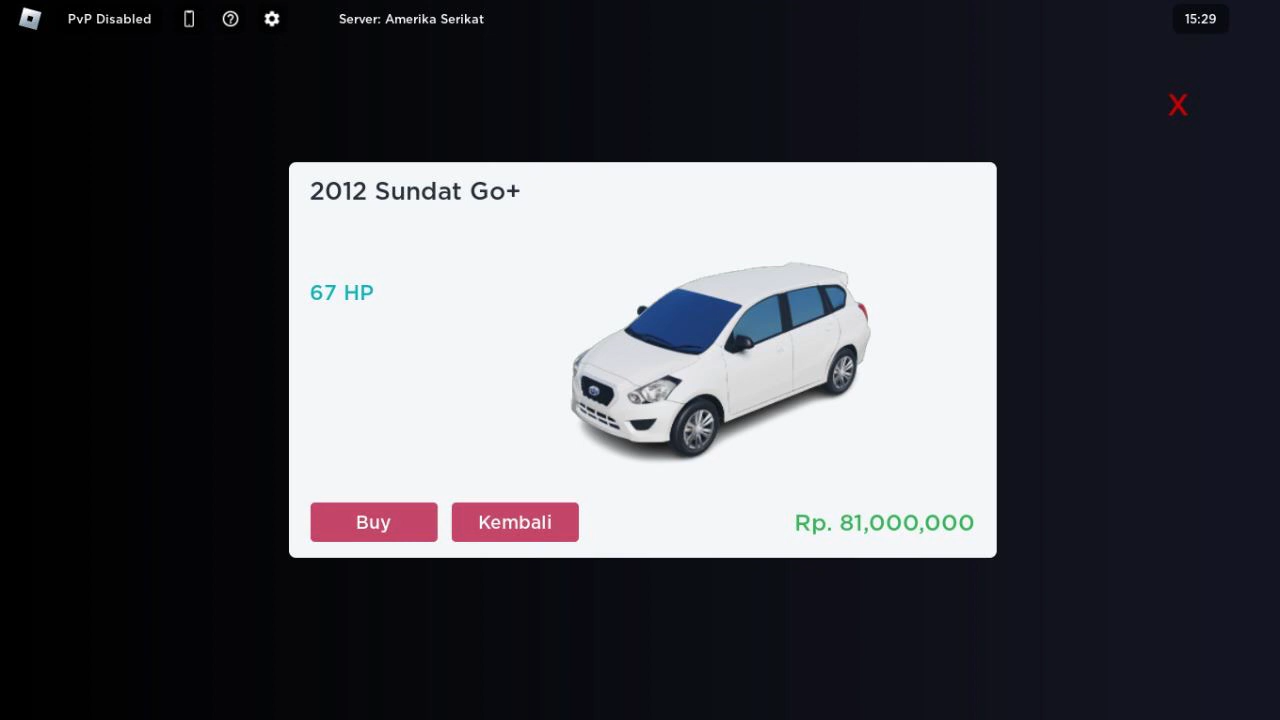 PvP Disabled
Server: Amerika Serikat
15:29
X
2012 Sundat Go+
67 HP
Buy
Kembali
Rp. 81,000,000